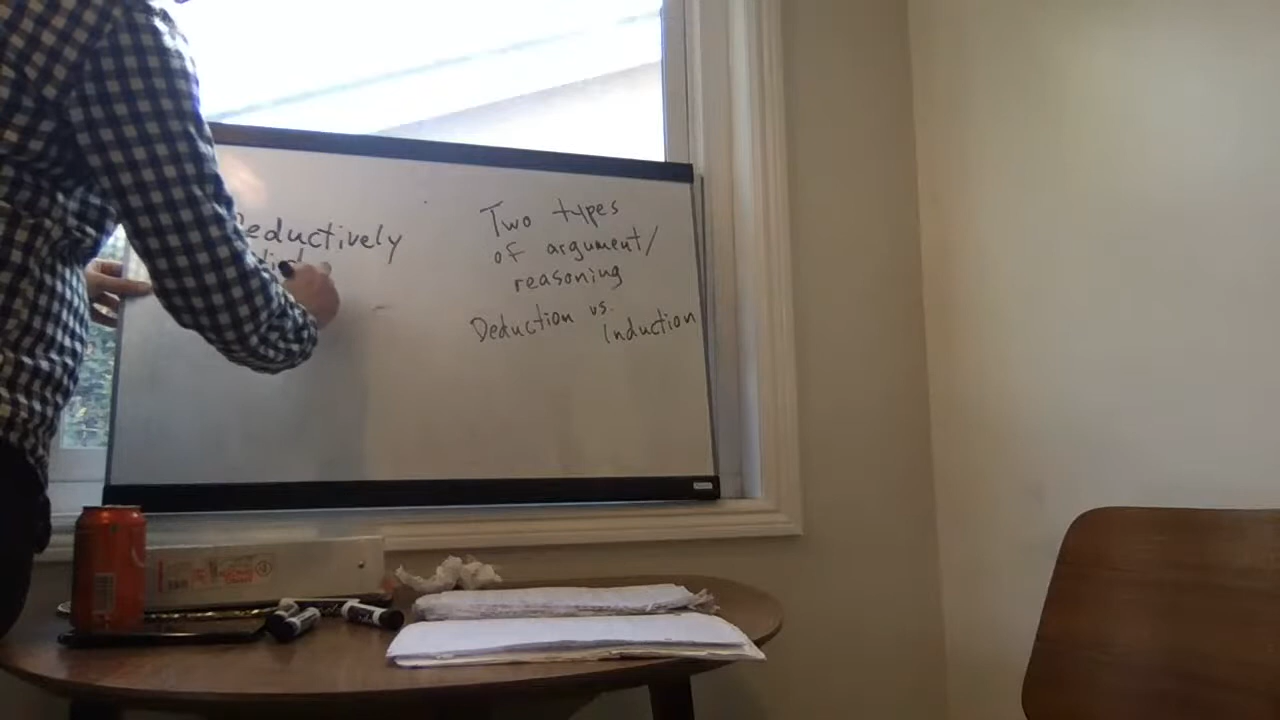 eductively
Two types
of argument/
reasoning
Deduction vs.
Induction